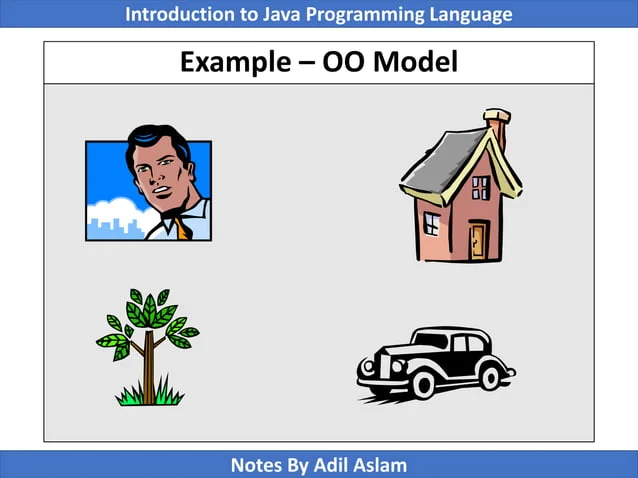 Introduction to Java Programming Language
Example – OO Model
Notes By Adil Aslam